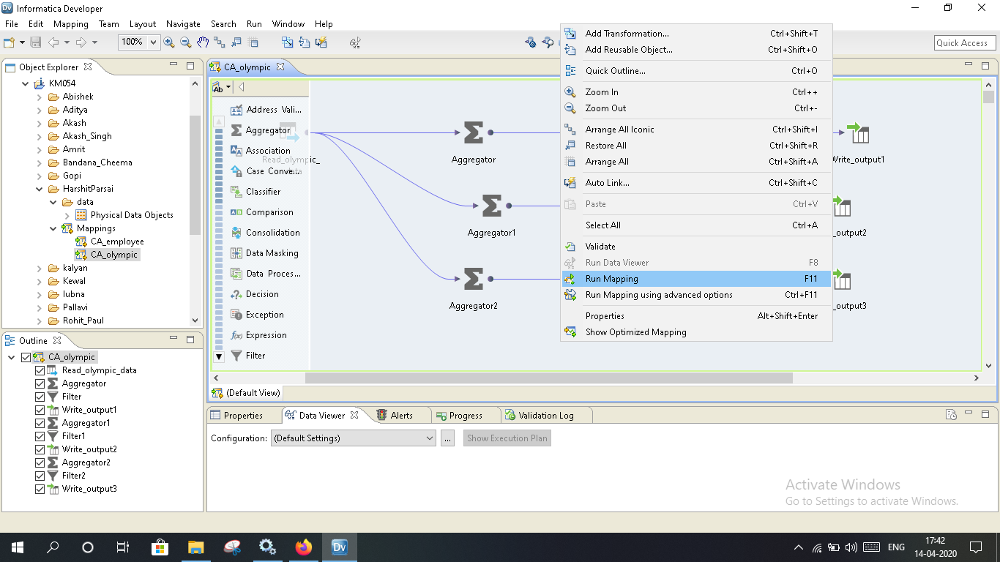 Informatica Developer
File Edit Mapping Team Layout Navigate Search Run Window Help
100%
Quick Access
Object Explorer
KM054
Abishek
Aditya
Akash
Akash_Singh
Amrit
Bandana_Cheema
Gopi
HarshitParsai
data
Physical Data Objects
Mappings
CA_employee
CA_olympic
kalyan
Kewal
lubna
Pallavi
Rohit_Paul
Outline
CA_olympic
Read_olympic_data
Aggregator
Filter
Write_output1
Aggregator1
Filter1
Write_output2
Aggregator2
Filter2
Write_output3
CA_olympic
Ab
Address Vali...
Aggregator
Association
Case Conve...
Classifier
Comparison
Consolidation
Data Masking
Data Proces...
Decision
Exception
Expression
Filter
Read_olympic_
data
Aggregator
Aggregator1
Aggregator2
Write_output1
_output2
_output3
Add Transformation... Ctrl+Shift+T
Add Reusable Object... Ctrl+Shift+O
Quick Outline... Ctrl+O
Zoom In Ctrl++
Zoom Out Ctrl+-
Arrange All Iconic Ctrl+Shift+I
Restore All Ctrl+Shift+R
Arrange All Ctrl+Shift+A
Auto Link... Ctrl+Shift+C
Paste Ctrl+V
Select All Ctrl+A
Validate
Run Data Viewer F8
Run Mapping F11
Run Mapping using advanced options Ctrl+F11
Properties Alt+Shift+Enter
Show Optimized Mapping
(Default View)
Properties Data Viewer Alerts Progress Validation Log
Configuration: (Default Settings) ... Show Execution Plan
Activate Windows
Go to Settings to activate Windows.
Dv
ENG
17:42
14-04-2020